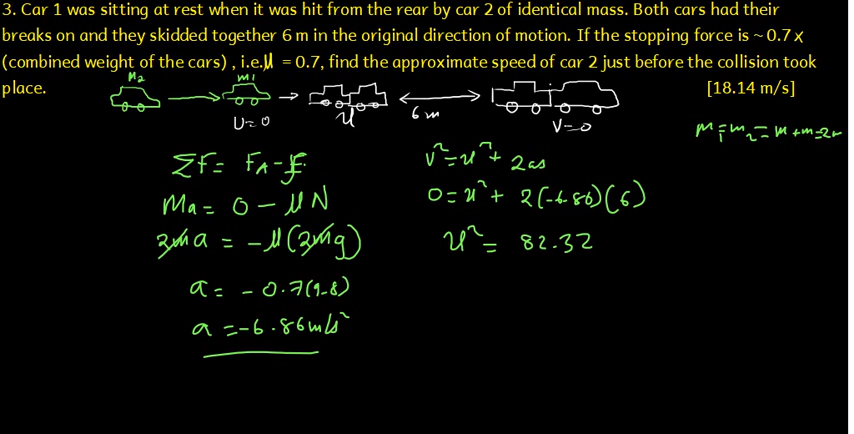 3. Car 1 was sitting at rest when it was hit from the rear by car 2 of identical mass. Both cars had their
breaks on and they skidded together 6 m in the original direction of motion. If the stopping force is ~ 0.7 x
(combined weight of the cars) , i.e. μ = 0.7, find the approximate speed of car 2 just before the collision took
place. [18.14 m/s]
M2 m1
U=0 u 6m V=0
m1=m2=m+m=2m
ΣF= FA-f
Ma= 0 - μN
2ma = -μ(2mg)
a= - 0.7(9.8)
a =-6.86m/s²
v²=u²+ 2as
0=u²+ 2(-6.86)(6)
u²= 82.32